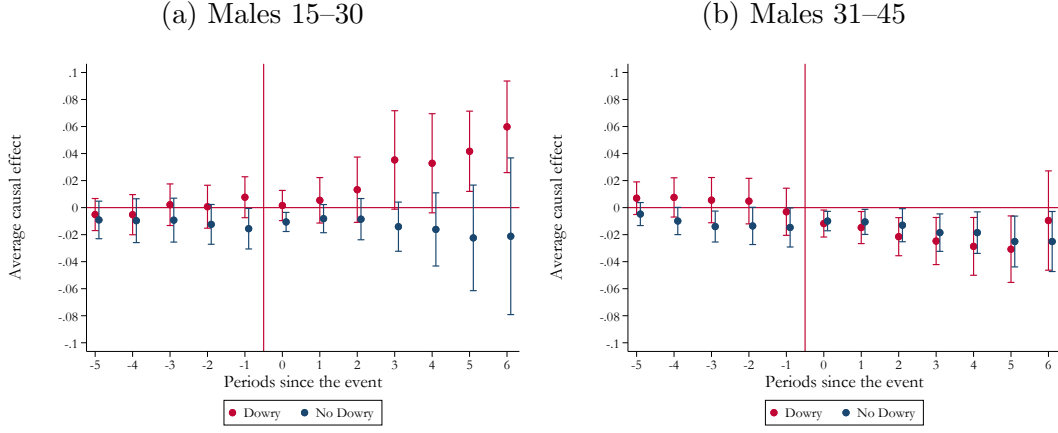 (a) Males 15–30
Average causal effect
.1
.08
.06
.04
.02
0
-.02
-.04
-.06
-.08
-.1
-5 -4 -3 -2 -1 0 1 2 3 4 5 6
Periods since the event
Dowry No Dowry
(b) Males 31–45
Average causal effect
.1
.08
.06
.04
.02
0
-.02
-.04
-.06
-.08
-.1
-5 -4 -3 -2 -1 0 1 2 3 4 5 6
Periods since the event
Dowry No Dowry